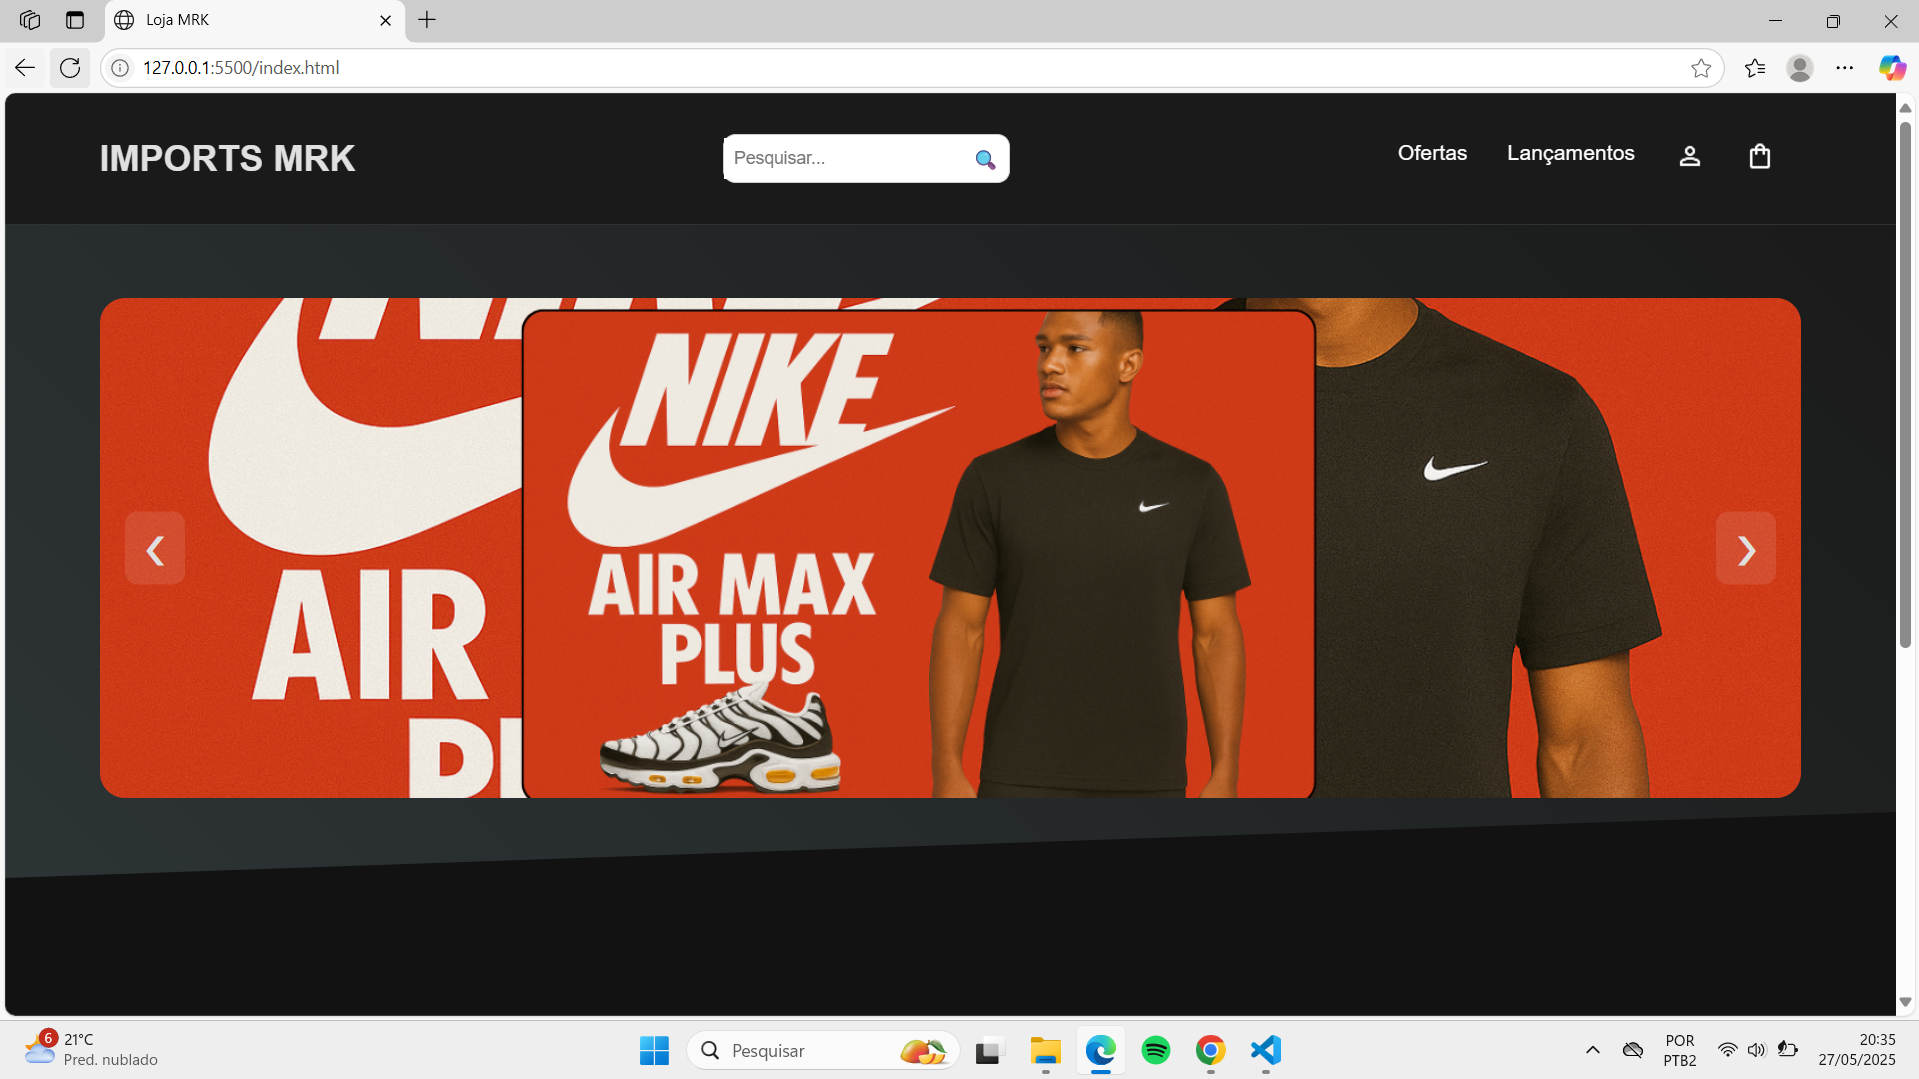 Loja MRK
127.0.0.1:5500/index.html
IMPORTS MRK
Pesquisar...
Ofertas
Lançamentos
AIR
NIKE
AIR MAX
PLUS
6
21°C
Pred. nublado
Pesquisar
POR
PTB2
20:35
27/05/2025